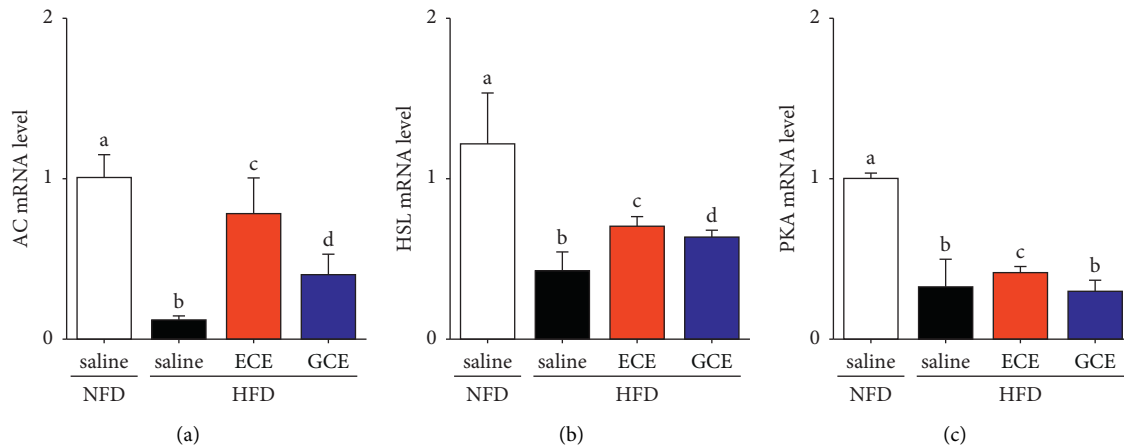 2
1
0
AC mRNA level
a
b
c
d
saline
saline
ECE
GCE
NFD
HFD
(a)
2
1
0
HSL mRNA level
a
b
c
d
saline
saline
ECE
GCE
NFD
HFD
(b)
2
1
0
PKA mRNA level
a
b
c
b
saline
saline
ECE
GCE
NFD
HFD
(c)